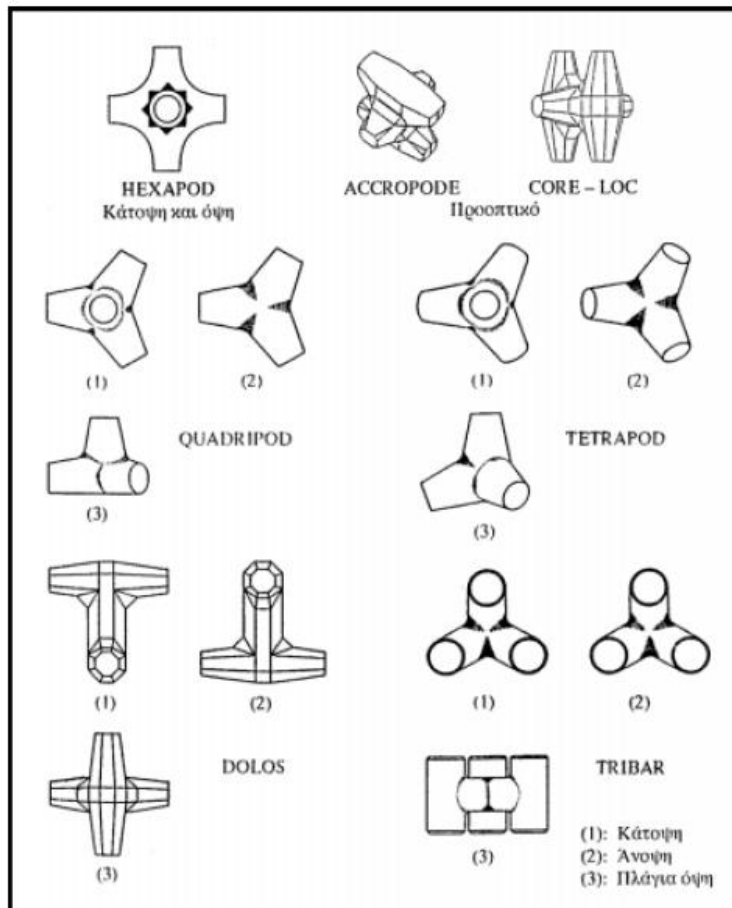 HEXAPOD
Κάτοψη και όψη
ACCROPODE
CORE – LOC
Προοπτικό
(1)
(2)
(1)
(2)
QUADRIPOD
TETRAPOD
(3)
(3)
(1)
(2)
(1)
(2)
DOLOS
TRIBAR
(3)
(3)
(1): Κάτοψη
(2): Άνοψη
(3): Πλάγια όψη